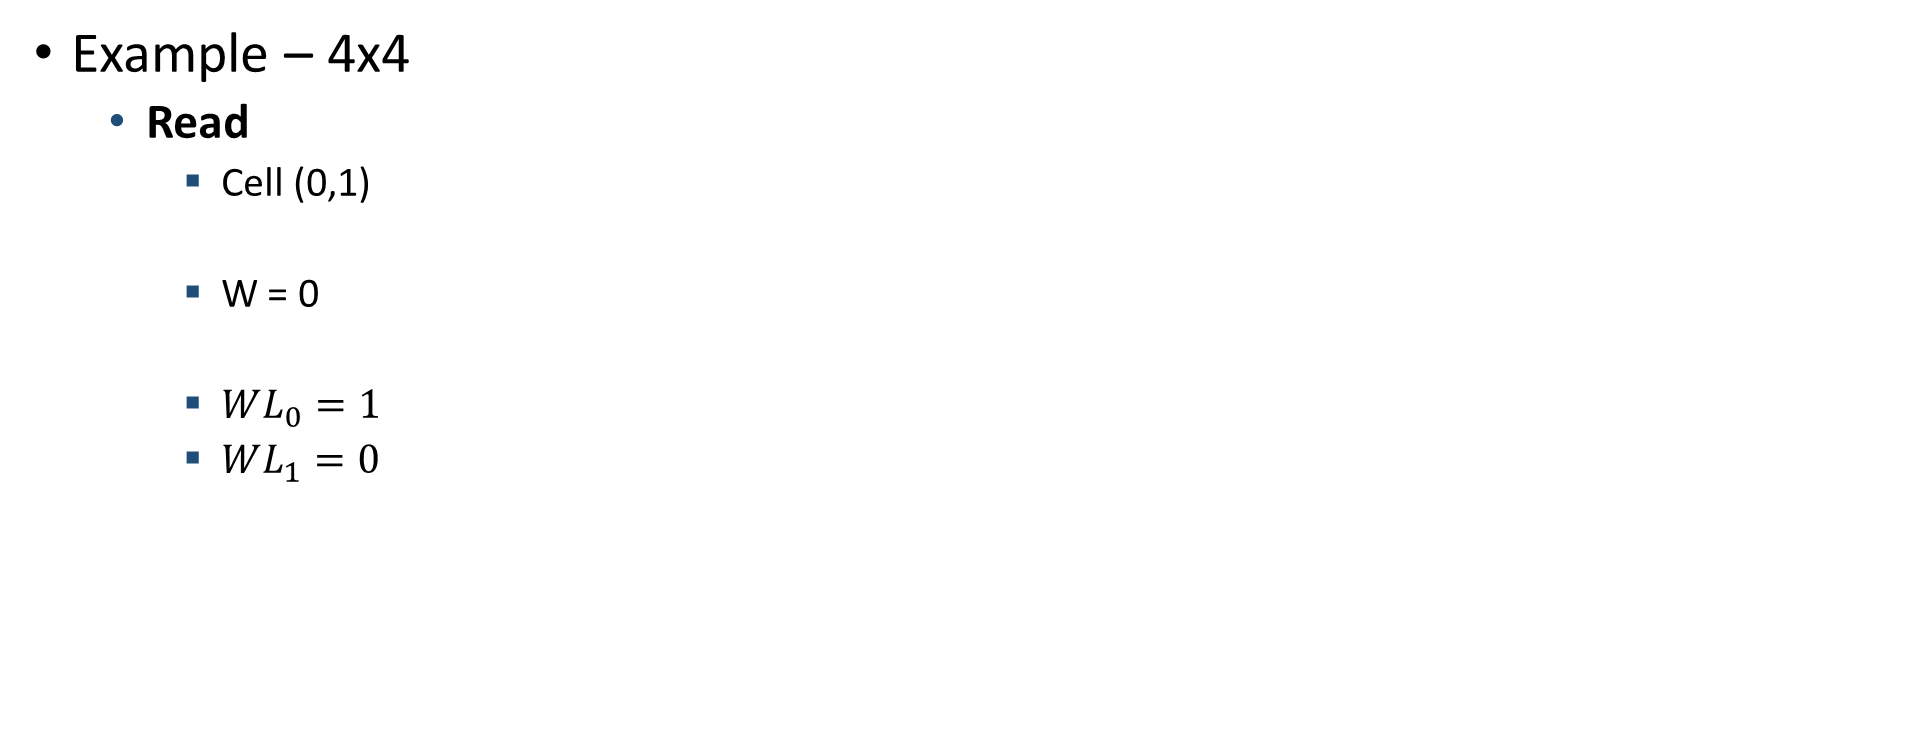 • Example – 4x4
• Read
▪ Cell (0,1)
▪ W = 0
▪ WL₀ = 1
▪ WL₁ = 0